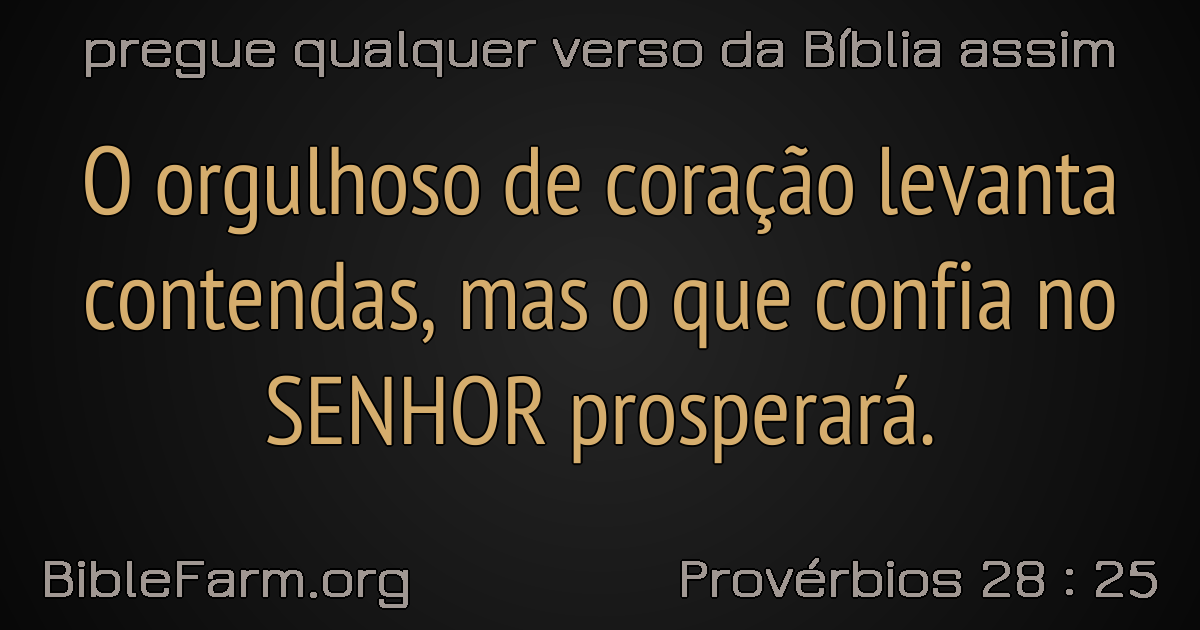 pregue qualquer verso da Bíblia assim
O orgulhoso de coração levanta
contendas, mas o que confia no
SENHOR prosperará.
BibleFarm.org
Provérbios 28 : 25